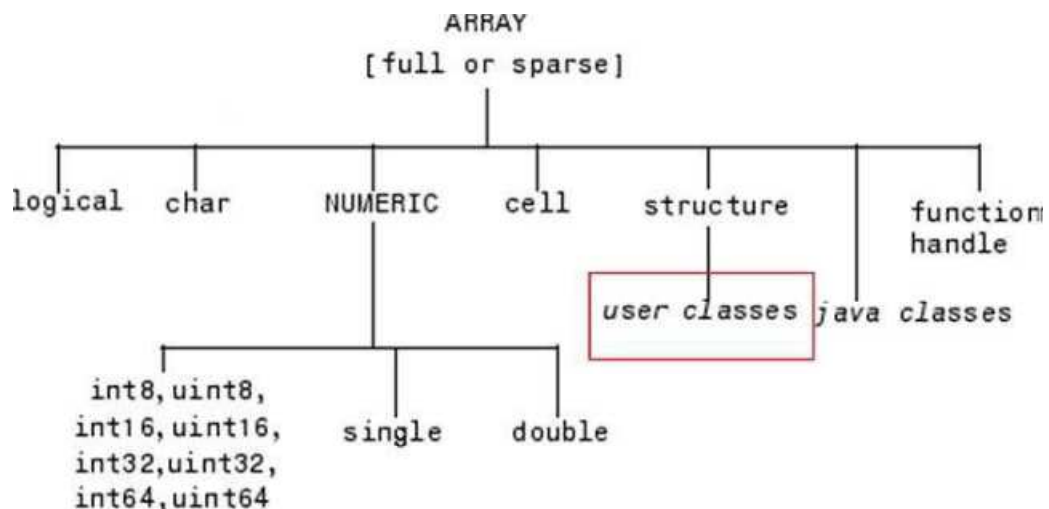 ARRAY
[full or sparse]
logical char NUMERIC cell structure function
handle
user classes java classes
int8,uint8,
int16,uint16, single double
int32,uint32,
int64,uint64